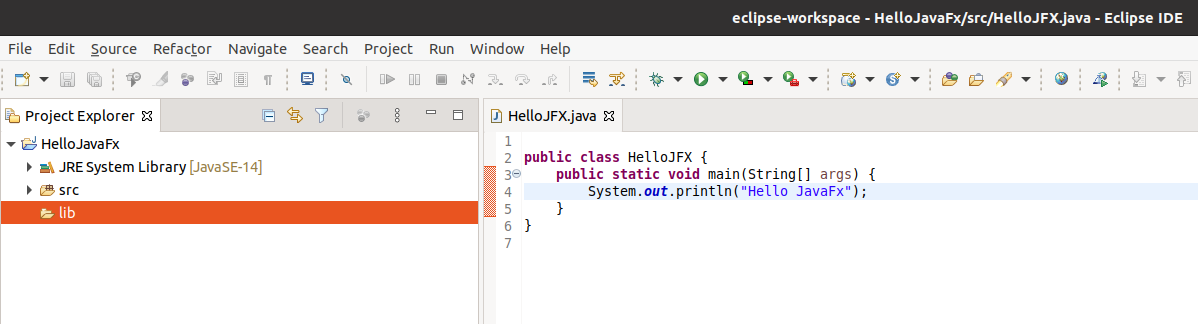 eclipse-workspace - HelloJavaFx/src/HelloJFX.java - Eclipse IDE
File Edit Source Refactor Navigate Search Project Run Window Help
Project Explorer
HelloJavaFx
JRE System Library [JavaSE-14]
src
lib
HelloJFX.java
1
2 public class HelloJFX {
3 public static void main(String[] args) {
4 System.out.println("Hello JavaFx");
5 }
6 }
7